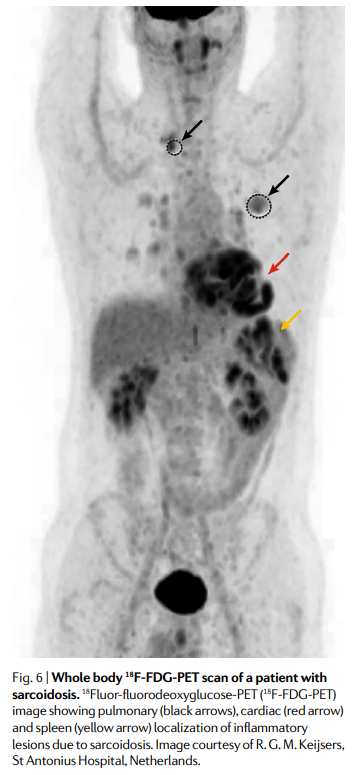 Fig. 6 | Whole body ¹⁸F-FDG-PET scan of a patient with
sarcoidosis. ¹⁸Fluor-fluorodeoxyglucose-PET (¹⁸F-FDG-PET)
image showing pulmonary (black arrows), cardiac (red arrow)
and spleen (yellow arrow) localization of inflammatory
lesions due to sarcoidosis. Image courtesy of R. G. M. Keijsers,
St Antonius Hospital, Netherlands.